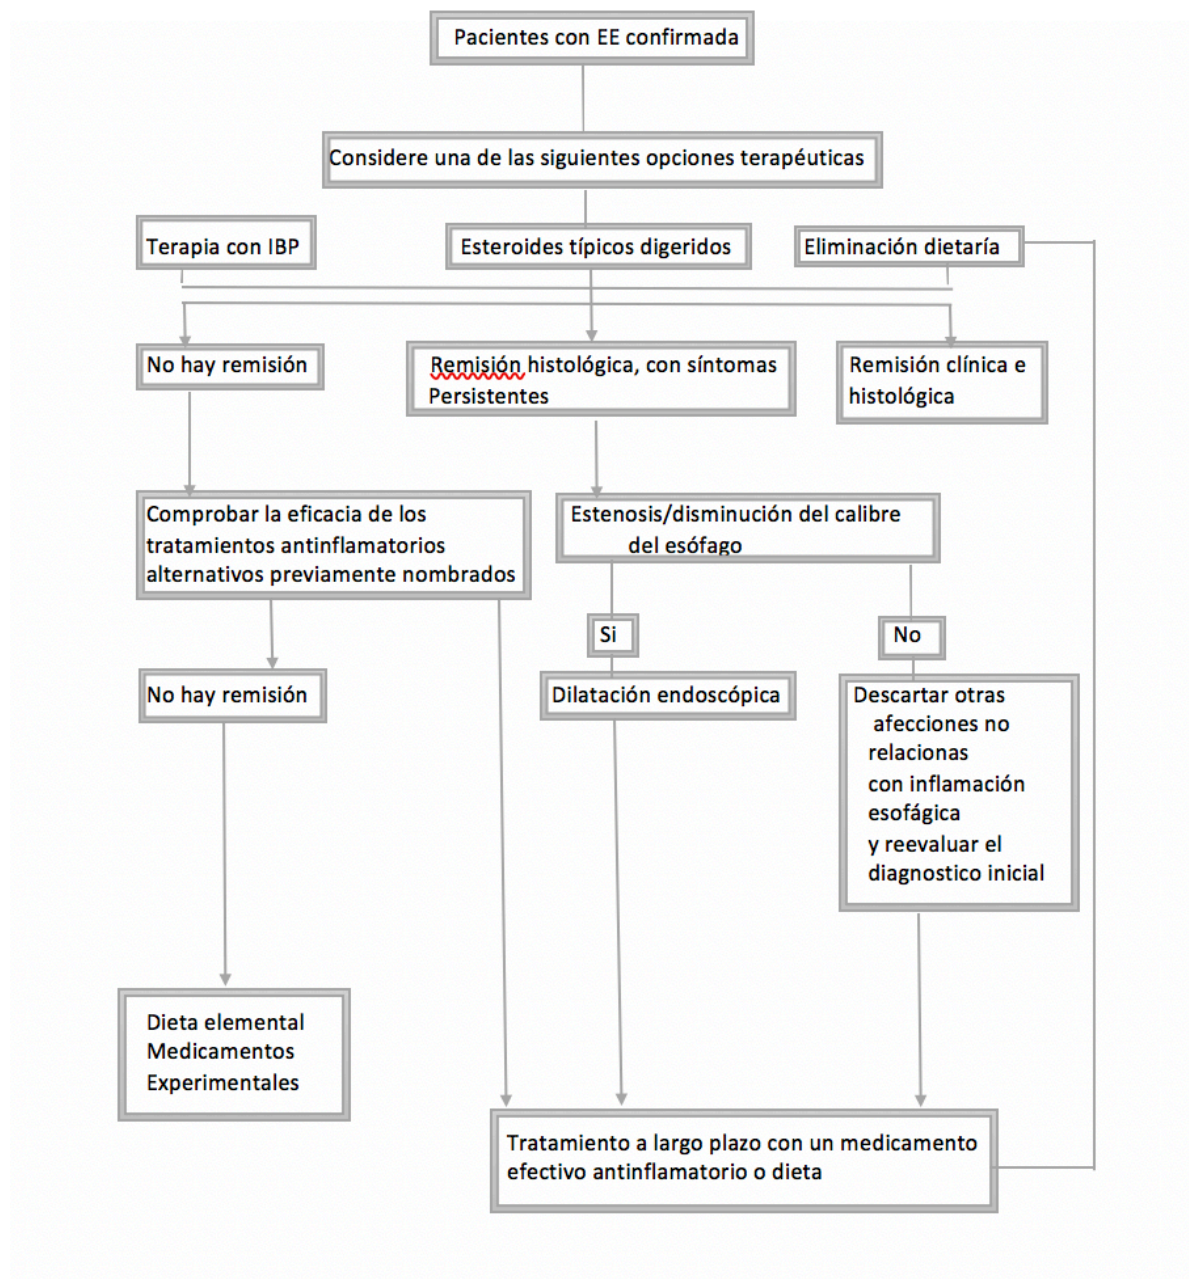 Pacientes con EE confirmada
Considere una de las siguientes opciones terapéuticas
Terapia con IBP
Esteroides típicos digeridos
Eliminación dietaría
No hay remisión
Remisión histológica, con síntomas
Persistentes
Remisión clínica e
histológica
Comprobar la eficacia de los
tratamientos antinflamatorios
alternativos previamente nombrados
Estenosis/disminución del calibre
del esófago
Si
No
No hay remisión
Dilatación endoscópica
Descartar otras
afecciones no
relacionas
con inflamación
esofágica
y reevaluar el
diagnostico inicial
Dieta elemental
Medicamentos
Experimentales
Tratamiento a largo plazo con un medicamento
efectivo antinflamatorio o dieta